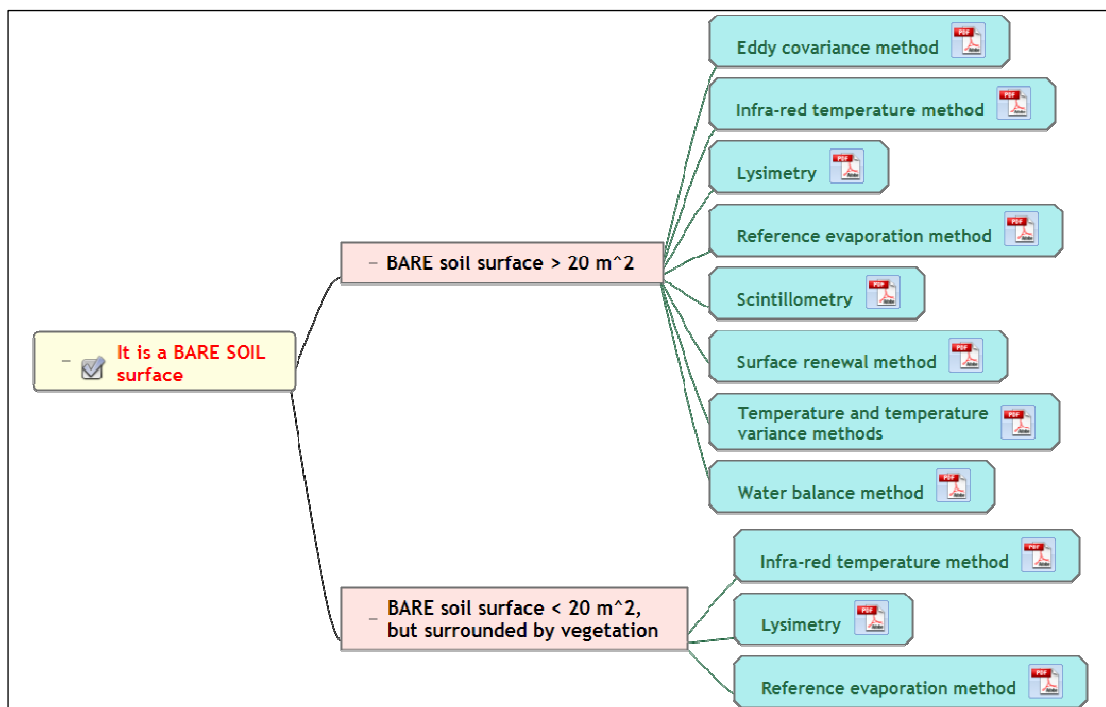 It is a BARE SOIL
surface
BARE soil surface > 20 m^2
Eddy covariance method
Infra-red temperature method
Lysimetry
Reference evaporation method
Scintillometry
Surface renewal method
Temperature and temperature
variance methods
Water balance method
BARE soil surface < 20 m^2,
but surrounded by vegetation
Infra-red temperature method
Lysimetry
Reference evaporation method